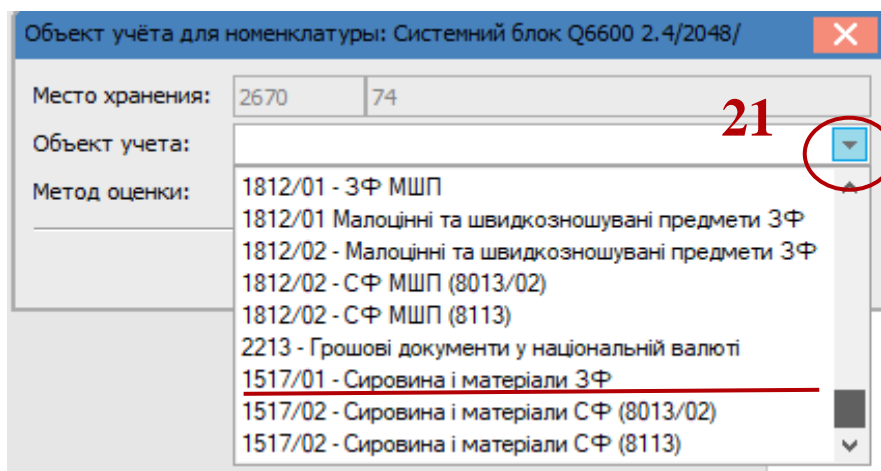 Объект учёта для номенклатуры: Системний блок Q6600 2.4/2048/
Место хранения: 2670 74
21
Объект учета:
Метод оценки:
1812/01 - ЗФ МШП
1812/01 Малоцінні та швидкозношувані предмети ЗФ
1812/02 - Малоцінні та швидкозношувані предмети ЗФ
1812/02 - СФ МШП (8013/02)
1812/02 - СФ МШП (8113)
2213 - Грошові документи у національній валюті
1517/01 - Сировина і матеріали ЗФ
1517/02 - Сировина і матеріали СФ (8013/02)
1517/02 - Сировина і матеріали СФ (8113)